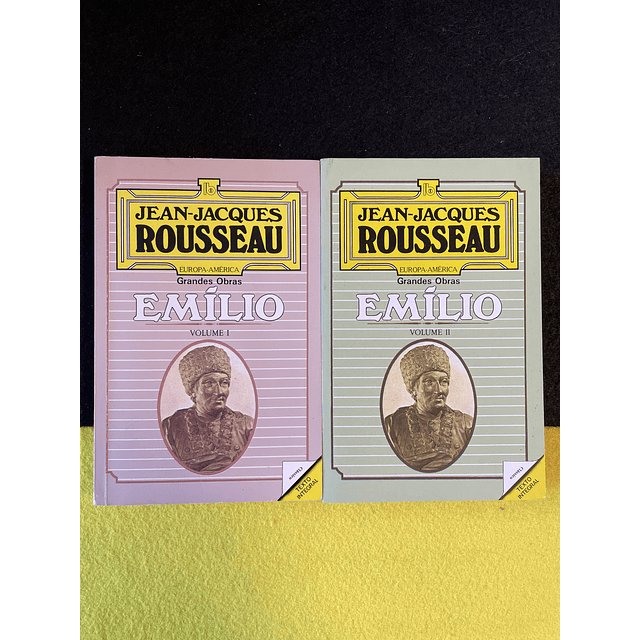 JEAN-JACQUES
ROUSSEAU
EUROPA-AMÉRICA
Grandes Obras
EMÍLIO
VOLUME I
TEXTO
INTEGRAL
JEAN-JACQUES
ROUSSEAU
EUROPA-AMÉRICA
Grandes Obras
EMÍLIO
VOLUME II
TEXTO
INTEGRAL